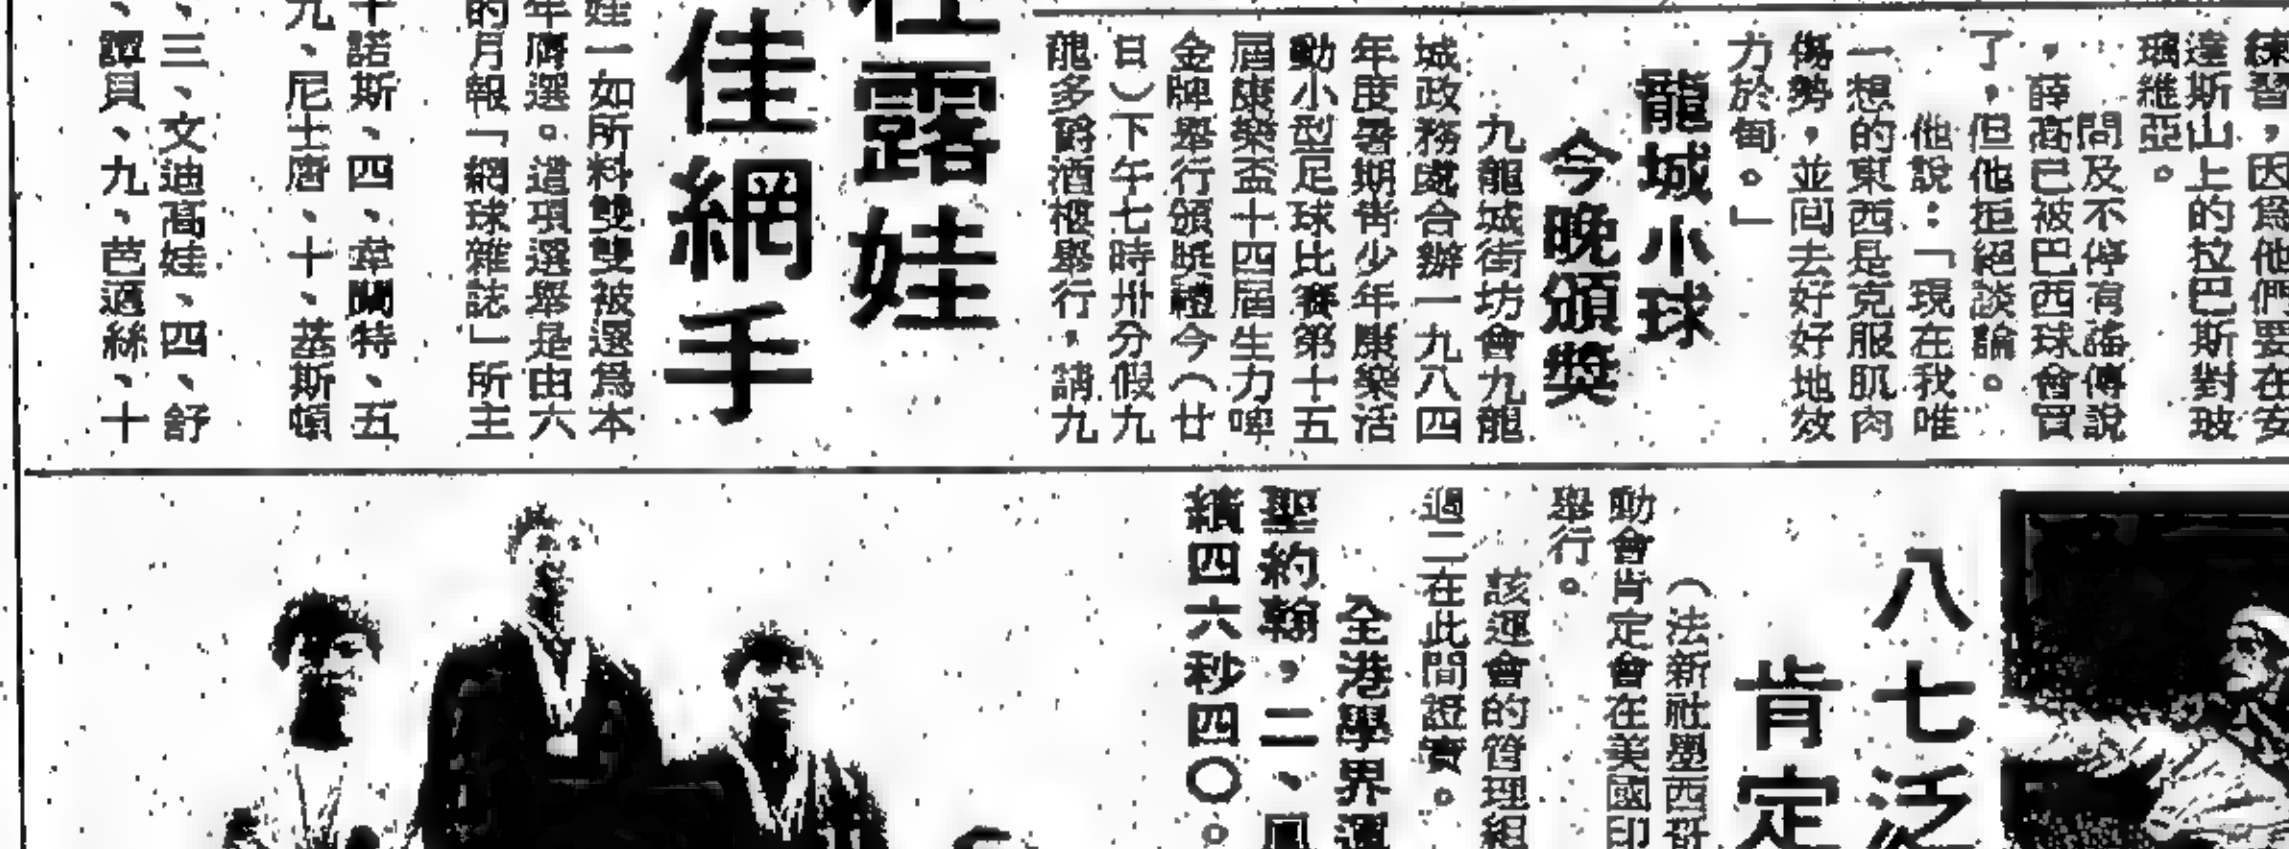 練習，因爲他們要在安
達斯山上的拉巴斯對玻
璃維亞。
問及不停有謠傳說
，薛高已被巴西球會買
了，但他拒絕談論。
他說：「現在我唯
一想的東西是克服肌肉
傷勢，並回去好好地效
力於甸。」
龍城小球
今晚頒獎
九龍城街坊會九龍
城政務處合辦一九八四
年度暑期靑少年康樂活
動小型足球比賽第十五
屆康樂盃十四屆生力啤
金牌舉行頒獎禮今（廿
日）下午七時卅分假九
龍多爵酒樓舉行，請九
露娃
佳網手
娃一如所料雙雙被選爲本
年膺選。這項選舉是由六
的月報「網球雜誌」所主
諾斯、四、韋蘭特、五
九、尼士唐、十、基斯頓
、三、文迪高娃、四、舒
、譚貝、九、芭遜絲、十
八七泛
肯定
（法新社墨西哥
動會肯定會在美國印
舉行。
該運會的管理組
週二在此間證實。
全港學界運
聖約翰，二、鳳
績四六秒四〇。